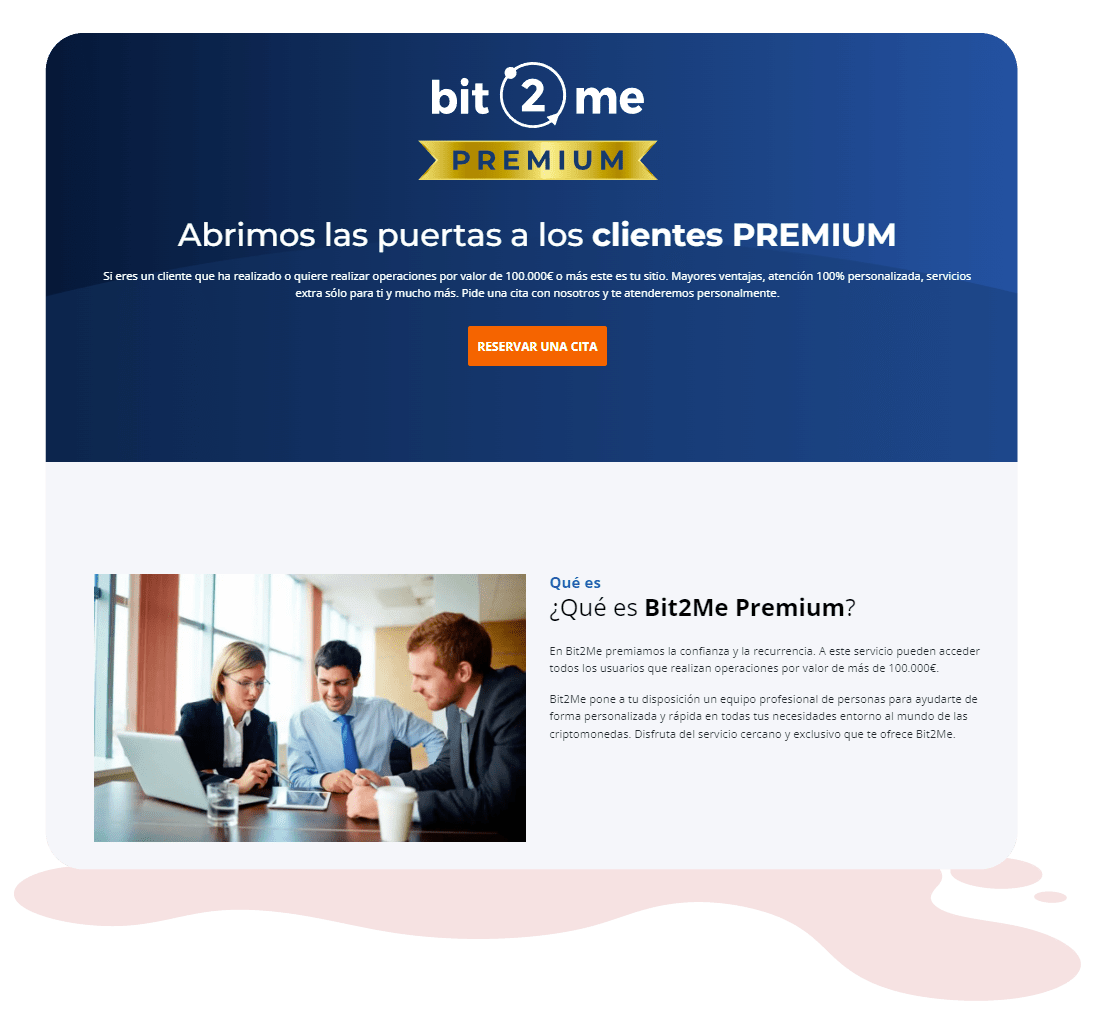 bit 2 me
PREMIUM
Abrimos las puertas a los clientes PREMIUM
Si eres un cliente que ha realizado o quiere realizar operaciones por valor de 100.000€ o más este es tu sitio. Mayores ventajas, atención 100% personalizada, servicios
extra sólo para ti y mucho más. Pide una cita con nosotros y te atenderemos personalmente.
RESERVAR UNA CITA
Qué es
¿Qué es Bit2Me Premium?
En Bit2Me premiamos la confianza y la recurrencia. A este servicio pueden acceder
todos los usuarios que realizan operaciones por valor de más de 100.000€.
Bit2Me pone a tu disposición un equipo profesional de personas para ayudarte de
forma personalizada y rápida en todas tus necesidades entorno al mundo de las
criptomonedas. Disfruta del servicio cercano y exclusivo que te ofrece Bit2Me.